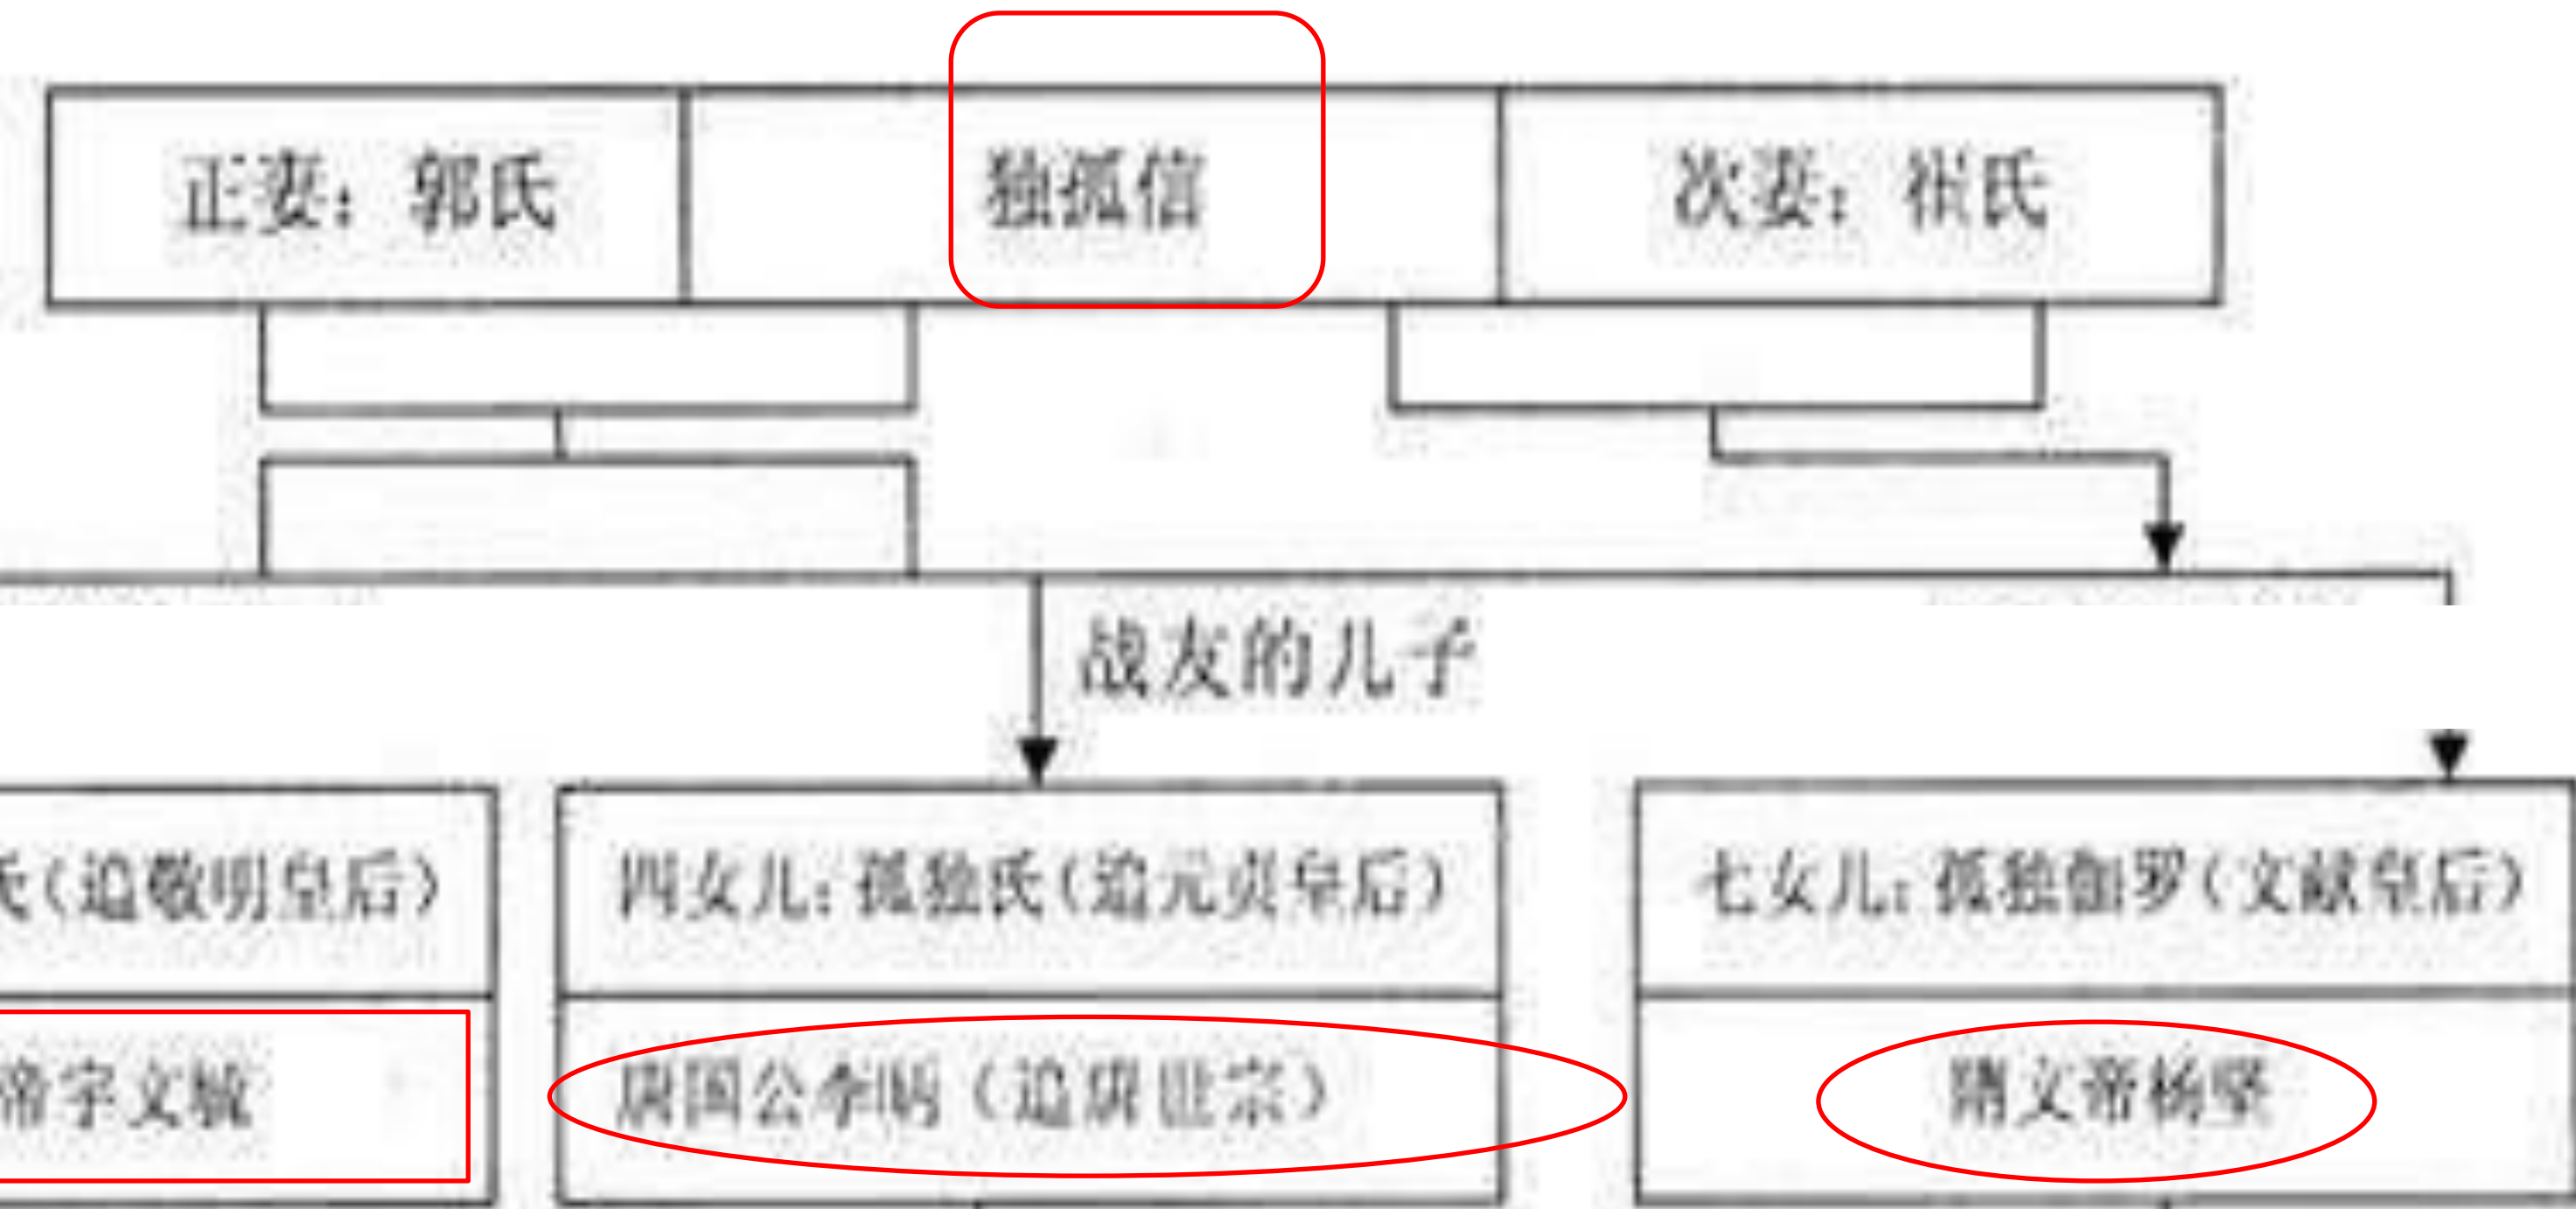 正妻：郭氏
独孤信
次妻：崔氏
战友的儿子
氏（追敬明皇后）
四女儿：孤独氏（追元贞皇后）
七女儿：孤独伽罗（文献皇后）
帝宇文毓
唐国公李昞（追唐世宗）
隋文帝杨坚